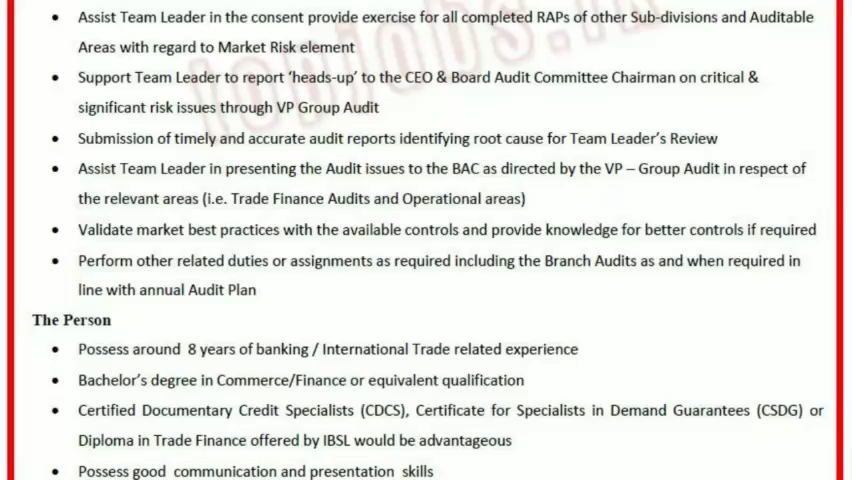 • Assist Team Leader in the consent provide exercise for all completed RAPs of other Sub-divisions and Auditable
Areas with regard to Market Risk element
• Support Team Leader to report ‘heads-up’ to the CEO & Board Audit Committee Chairman on critical &
significant risk issues through VP Group Audit
• Submission of timely and accurate audit reports identifying root cause for Team Leader’s Review
• Assist Team Leader in presenting the Audit issues to the BAC as directed by the VP – Group Audit in respect of
the relevant areas (i.e. Trade Finance Audits and Operational areas)
• Validate market best practices with the available controls and provide knowledge for better controls if required
• Perform other related duties or assignments as required including the Branch Audits as and when required in
line with annual Audit Plan
The Person
• Possess around 8 years of banking / International Trade related experience
• Bachelor’s degree in Commerce/Finance or equivalent qualification
• Certified Documentary Credit Specialists (CDCS), Certificate for Specialists in Demand Guarantees (CSDG) or
Diploma in Trade Finance offered by IBSL would be advantageous
• Possess good communication and presentation skills
topjobs.lk